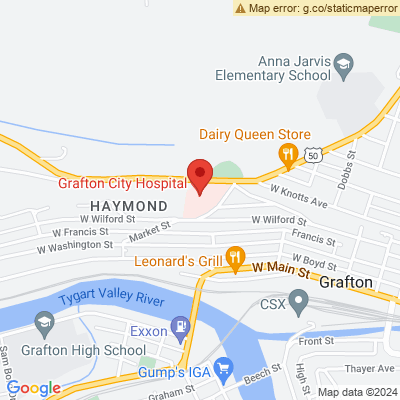 Map error: g.co/staticmaperror
Anna Jarvis
Elementary School
Dairy Queen Store
50
Dobbs St
Grafton City Hospital
W Knotts Ave
HAYMOND
W Wilford St
W Wilford St
Market St
W Francis St
Francis St
W Washington St
Leonard's Grill
W Boyd St
W Main St
Grafton
Tygart Valley River
CSX
Exxon
Grafton High School
Front St
Gump's IGA
Beech St
High St
Thayer Ave
Graham St
Google
Map data ©2024